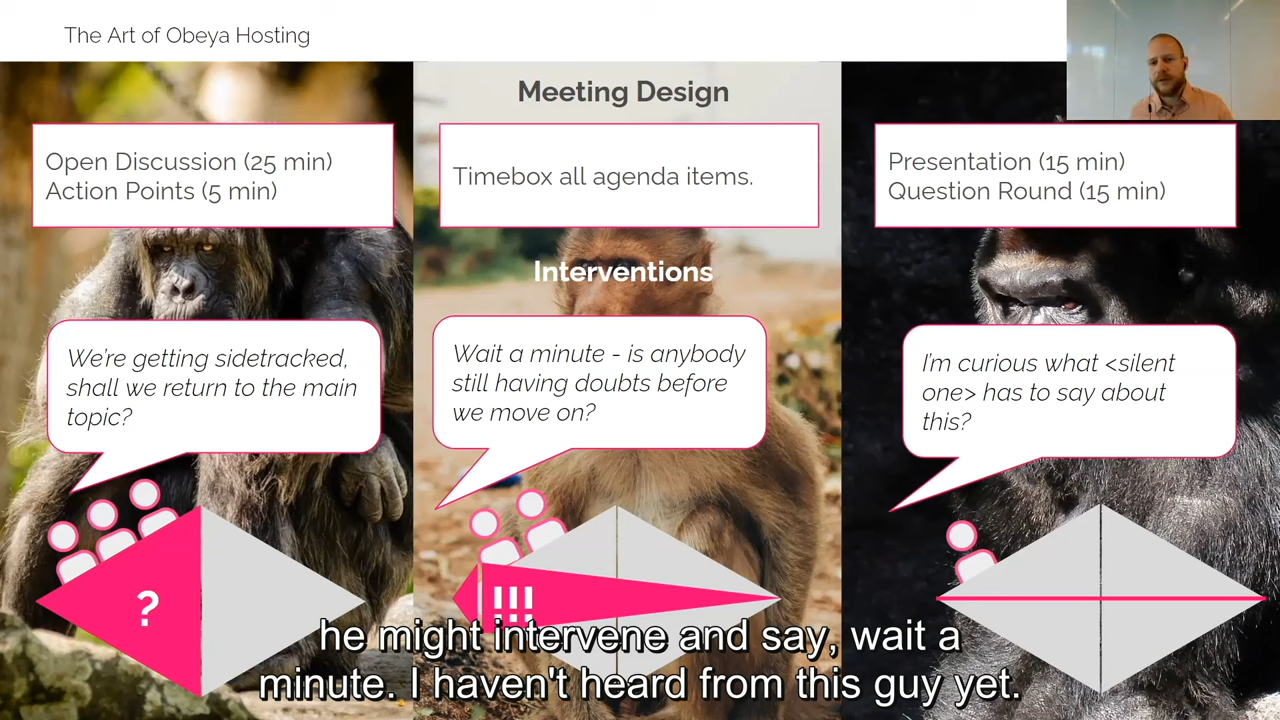 The Art of Obeya Hosting
Meeting Design
Open Discussion (25 min)
Action Points (5 min)
Timebox all agenda items.
Presentation (15 min)
Question Round (15 min)
Interventions
We're getting sidetracked,
shall we return to the main
topic?
Wait a minute - is anybody
still having doubts before
we move on?
I'm curious what <silent
one> has to say about
this?
?
!!!
he might intervene and say, wait a
minute. I haven't heard from this guy yet.